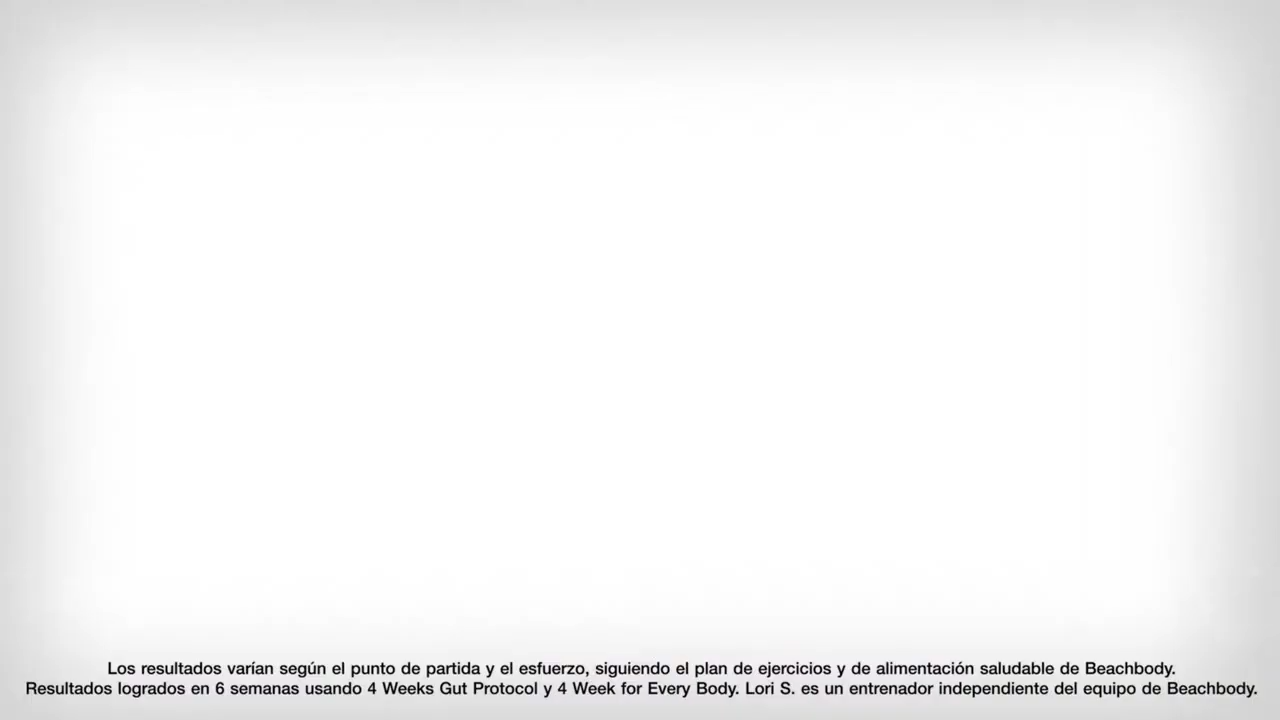 Los resultados varían según el punto de partida y el esfuerzo, siguiendo el plan de ejercicios y de alimentación saludable de Beachbody.
Resultados logrados en 6 semanas usando 4 Weeks Gut Protocol y 4 Week for Every Body. Lori S. es un entrenador independiente del equipo de Beachbody.